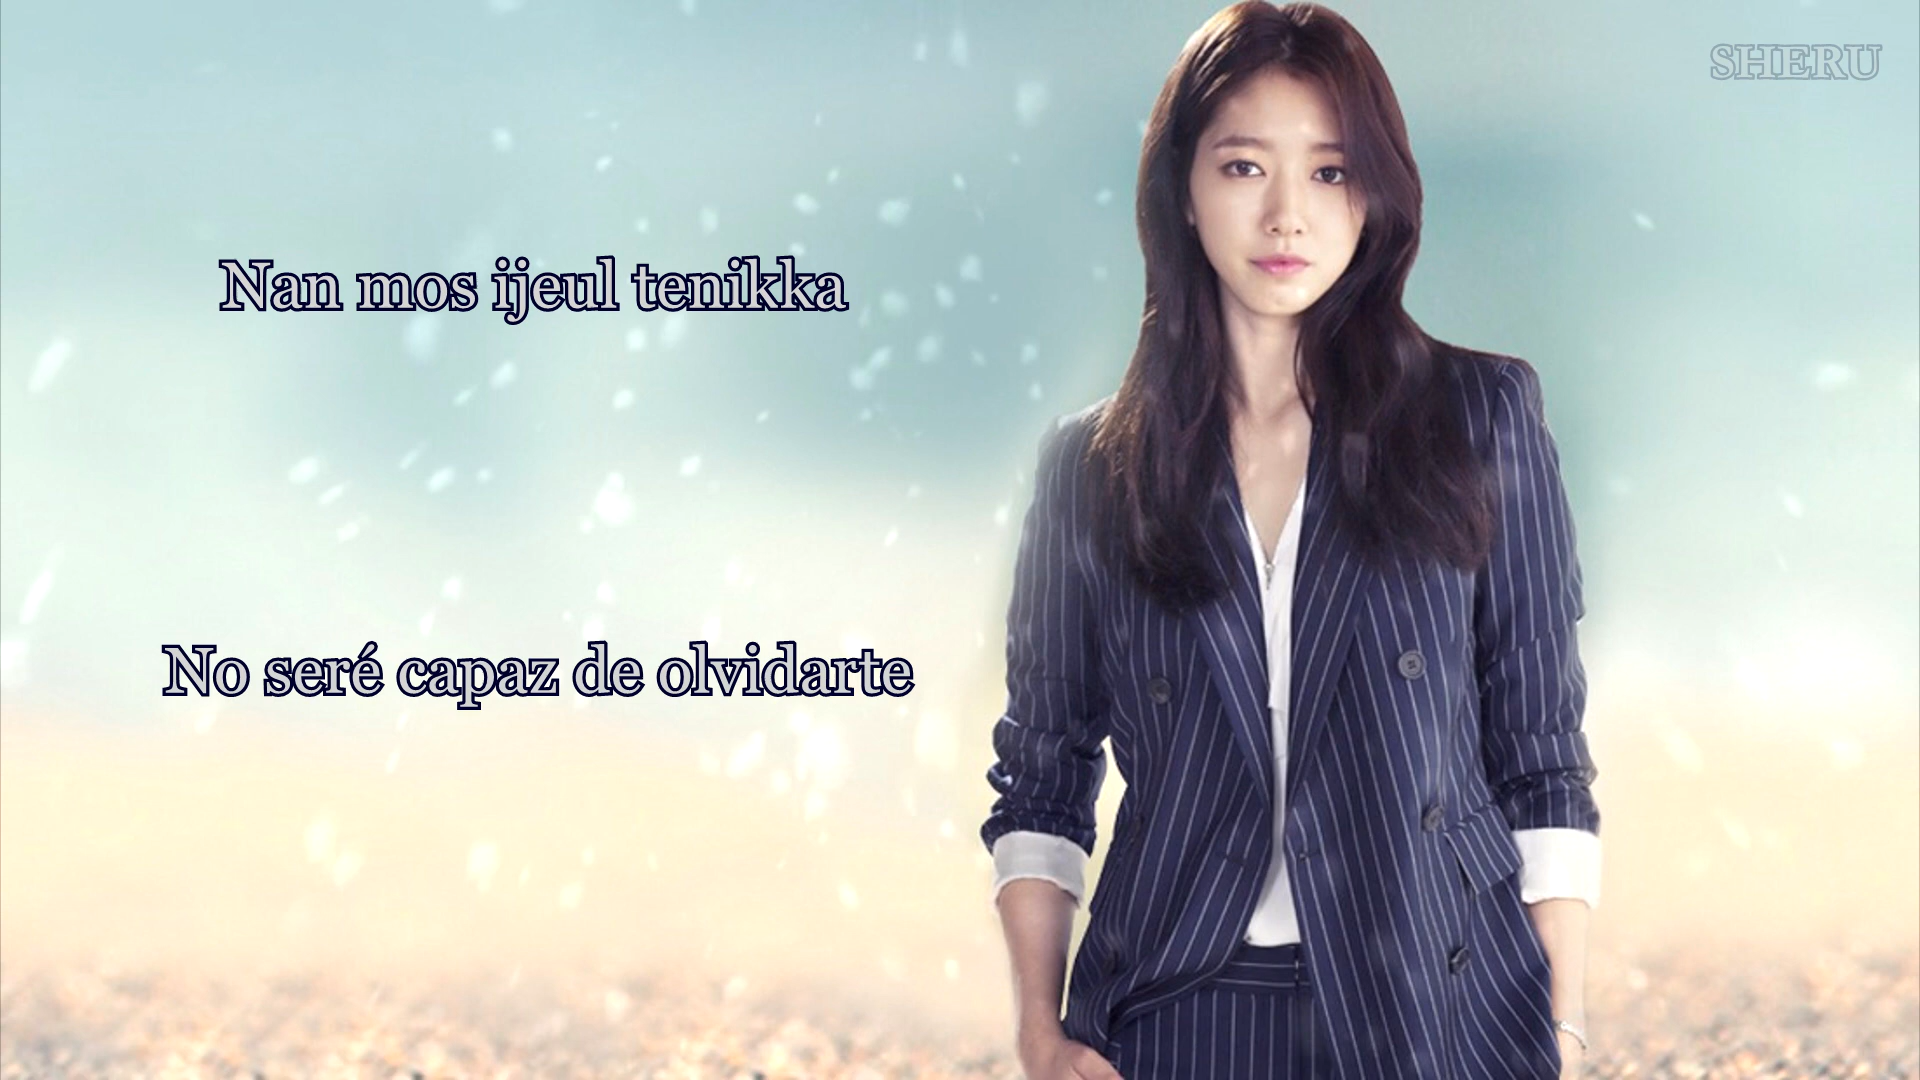 SHERU
Nan mos ijeul tenikka
No seré capaz de olvidarte